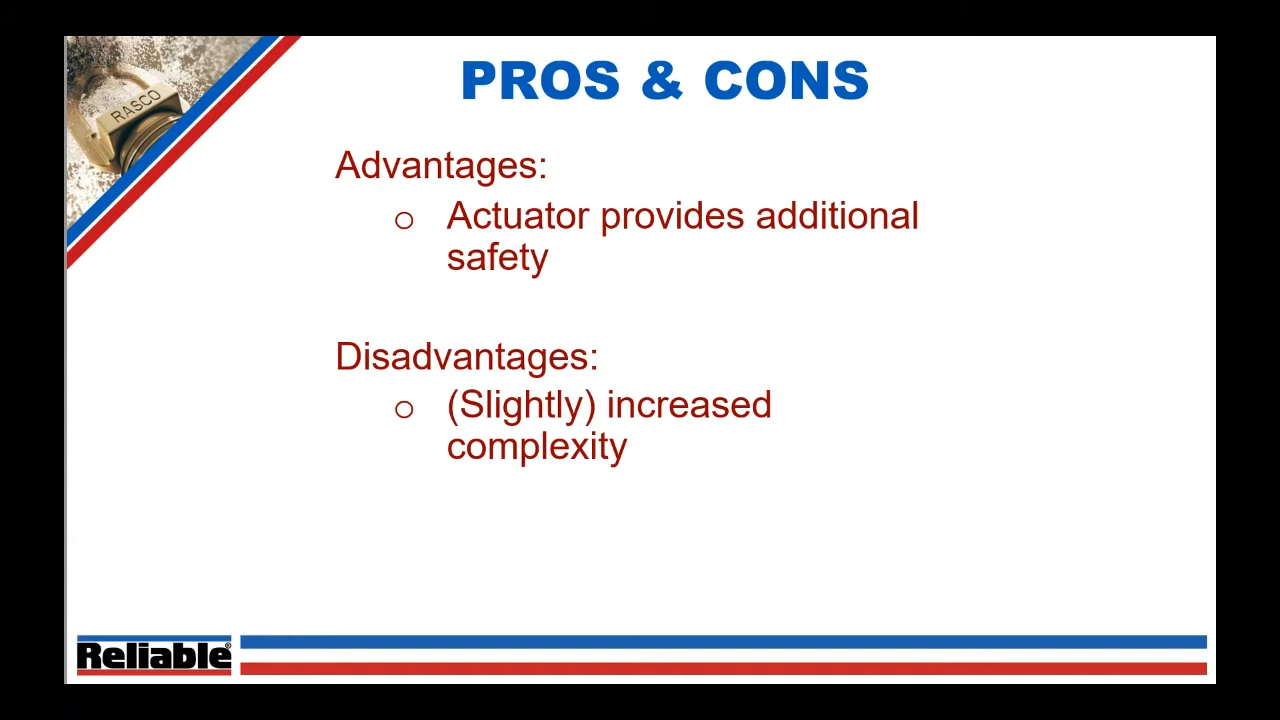 PROS & CONS
RASCO
Advantages:
o Actuator provides additional
safety
Disadvantages:
o (Slightly) increased
complexity
Reliable®